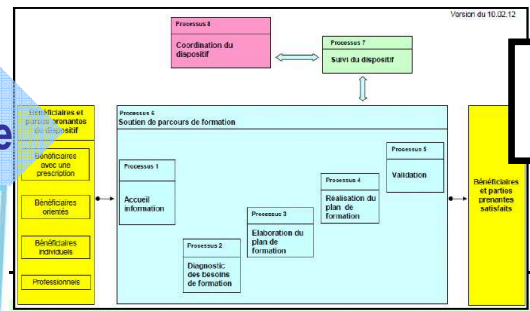 Version du 10.02.12
Processus 8
Coordination du
dispositif
Processus 7
Suivi du dispositif
Bénéficiaires et
parties prenantes
du dispositif
e
Bénéficiaires
avec une
prescription
Bénéficiaires
orientés
Bénéficiaires
individuels
Professionnels
Processus 6
Soutien de parcours de formation
Processus 1
Accueil
information
Processus 2
Diagnostic
des besoins
de formation
Processus 3
Elaboration du
plan de
formation
Processus 4
Réalisation du
plan de
formation
Processus 5
Validation
Bénéficiaires
et parties
prenantes
satisfaits